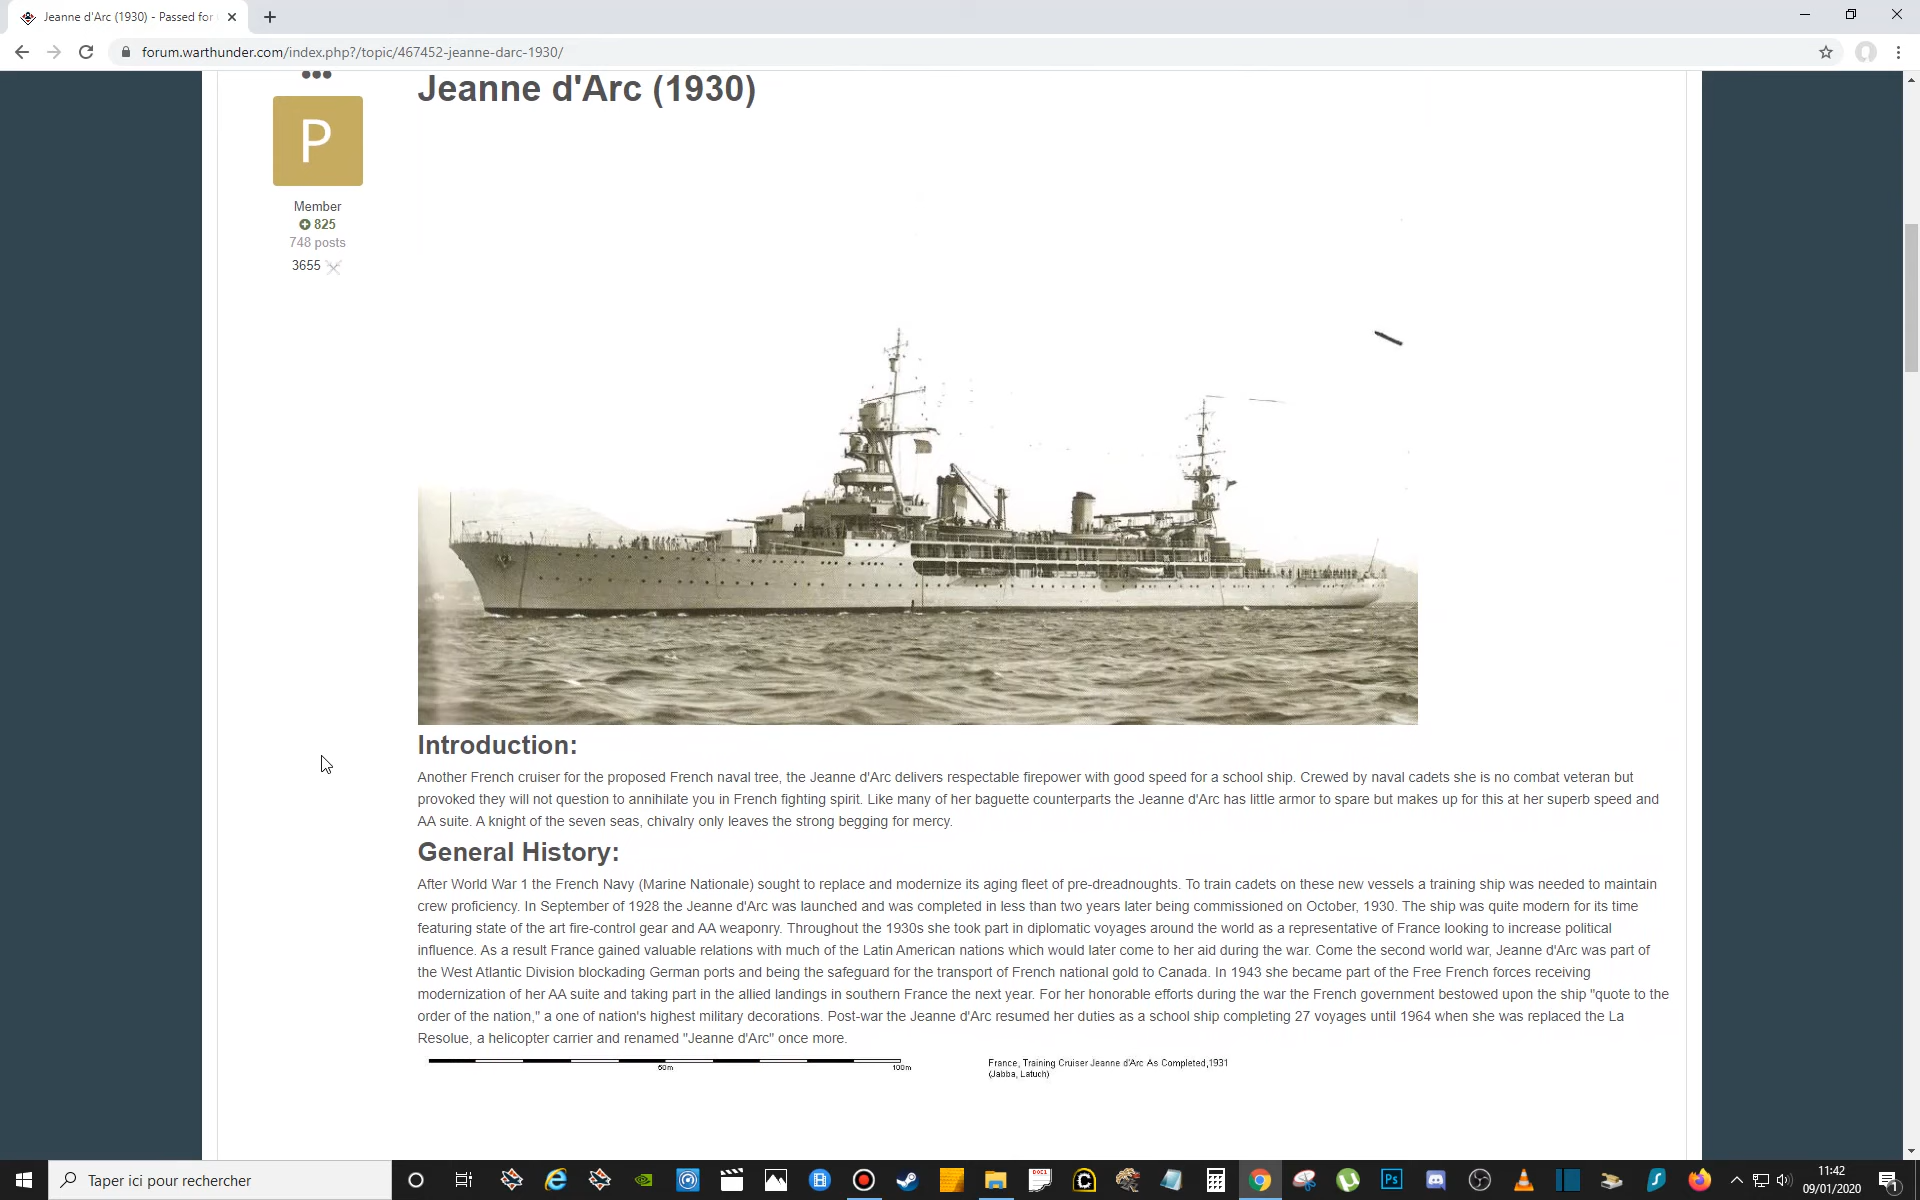 Jeanne d'Arc (1930) - Passed for
forum.warthunder.com/index.php?/topic/467452-jeanne-darc-1930/
Jeanne d'Arc (1930)
P
Member
825
748 posts
3655
Introduction:
Another French cruiser for the proposed French naval tree, the Jeanne d'Arc delivers respectable firepower with good speed for a school ship. Crewed by naval cadets she is no combat veteran but
provoked they will not question to annihilate you in French fighting spirit. Like many of her baguette counterparts the Jeanne d'Arc has little armor to spare but makes up for this at her superb speed and
AA suite. A knight of the seven seas, chivalry only leaves the strong begging for mercy.
General History:
After World War 1 the French Navy (Marine Nationale) sought to replace and modernize its aging fleet of pre-dreadnoughts. To train cadets on these new vessels a training ship was needed to maintain
crew proficiency. In September of 1928 the Jeanne d'Arc was launched and was completed in less than two years later being commissioned on October, 1930. The ship was quite modern for its time
featuring state of the art fire-control gear and AA weaponry. Throughout the 1930s she took part in diplomatic voyages around the world as a representative of France looking to increase political
influence. As a result France gained valuable relations with much of the Latin American nations which would later come to her aid during the war. Come the second world war, Jeanne d'Arc was part of
the West Atlantic Division blockading German ports and being the safeguard for the transport of French national gold to Canada. In 1943 she became part of the Free French forces receiving
modernization of her AA suite and taking part in the allied landings in southern France the next year. For her honorable efforts during the war the French government bestowed upon the ship "quote to the
order of the nation," a one of nation's highest military decorations. Post-war the Jeanne d'Arc resumed her duties as a school ship completing 27 voyages until 1964 when she was replaced the La
Resolue, a helicopter carrier and renamed "Jeanne d'Arc" once more.
50m
100m
France, Training Cruiser Jeanne d'Arc As Completed,1931
(Jabba, Latuch)
Taper ici pour rechercher
Ps
11:42
09/01/2020
1